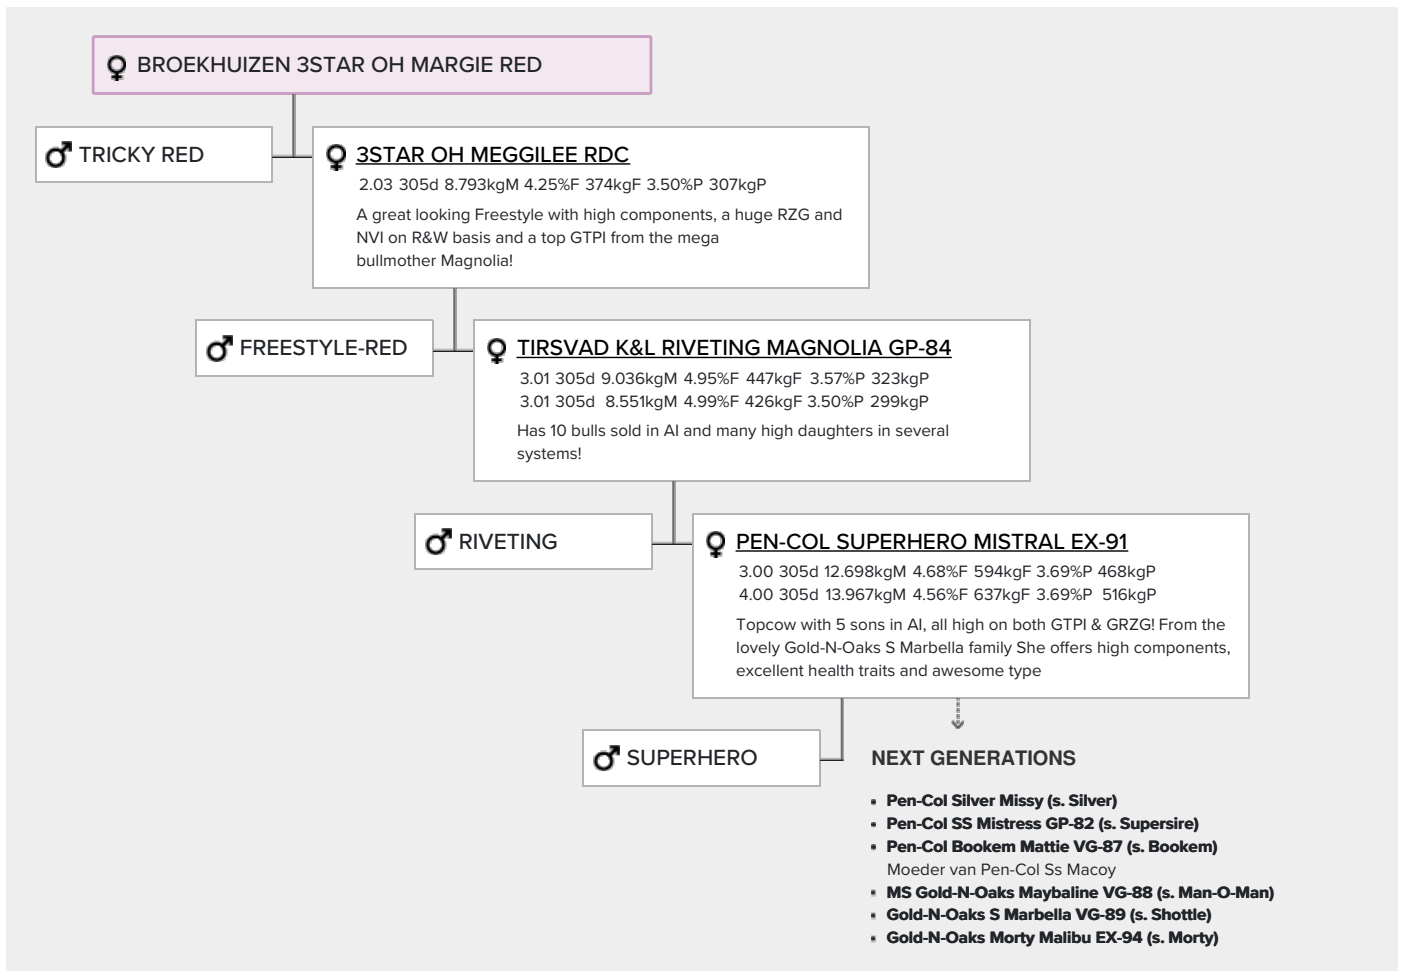 BROEKHUIZEN 3STAR OH MARGIE RED
TRICKY RED
3STAR OH MEGGILEE RDC
2.03 305d 8.793kgM 4.25%F 374kgF 3.50%P 307kgP
A great looking Freestyle with high components, a huge RZG and
NVI on R&W basis and a top GTPI from the mega
bullmother Magnolia!
FREESTYLE-RED
TIRSVAD K&L RIVETING MAGNOLIA GP-84
3.01 305d 9.036kgM 4.95%F 447kgF 3.57%P 323kgP
3.01 305d 8.551kgM 4.99%F 426kgF 3.50%P 299kgP
Has 10 bulls sold in AI and many high daughters in several
systems!
RIVETING
PEN-COL SUPERHERO MISTRAL EX-91
3.00 305d 12.698kgM 4.68%F 594kgF 3.69%P 468kgP
4.00 305d 13.967kgM 4.56%F 637kgF 3.69%P 516kgP
Topcow with 5 sons in AI, all high on both GTPI & GRZG! From the
lovely Gold-N-Oaks S Marbella family She offers high components,
excellent health traits and awesome type
SUPERHERO
NEXT GENERATIONS
Pen-Col Silver Missy (s. Silver)
Pen-Col SS Mistress GP-82 (s. Supersire)
Pen-Col Bookem Mattie VG-87 (s. Bookem)
Moeder van Pen-Col Ss Macoy
MS Gold-N-Oaks Maybaline VG-88 (s. Man-O-Man)
Gold-N-Oaks S Marbella VG-89 (s. Shottle)
Gold-N-Oaks Morty Malibu EX-94 (s. Morty)